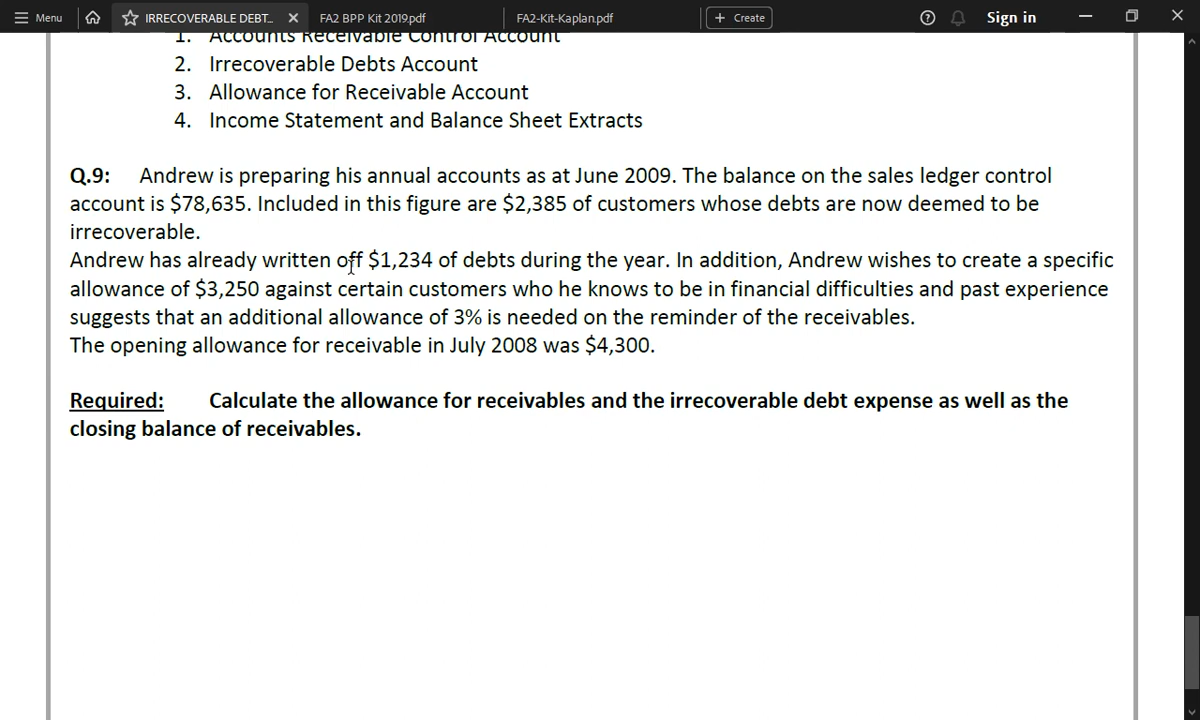 Menu
IRRECOVERABLE DEBT...
FA2 BPP Kit 2019.pdf
FA2-Kit-Kaplan.pdf
+ Create
Sign in
1. Accounts Receivable Control Account
2. Irrecoverable Debts Account
3. Allowance for Receivable Account
4. Income Statement and Balance Sheet Extracts
Q.9: Andrew is preparing his annual accounts as at June 2009. The balance on the sales ledger control
account is $78,635. Included in this figure are $2,385 of customers whose debts are now deemed to be
irrecoverable.
Andrew has already written off $1,234 of debts during the year. In addition, Andrew wishes to create a specific
allowance of $3,250 against certain customers who he knows to be in financial difficulties and past experience
suggests that an additional allowance of 3% is needed on the reminder of the receivables.
The opening allowance for receivable in July 2008 was $4,300.
Required: Calculate the allowance for receivables and the irrecoverable debt expense as well as the
closing balance of receivables.